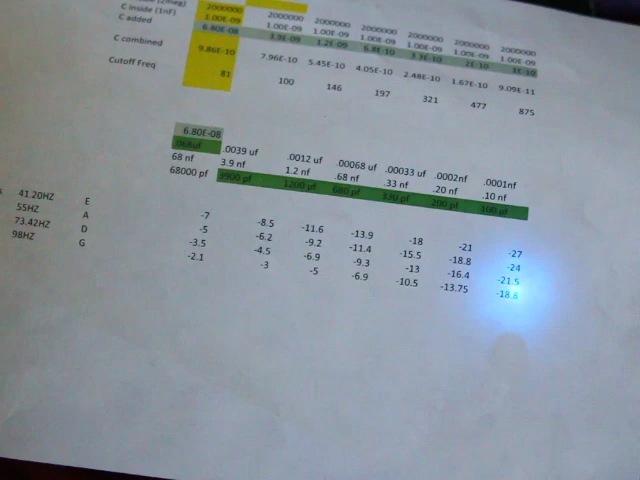 (2meg) 2000000 2000000 2000000 2000000 2000000 2000000 2000000
C inside (1nF) 1.00E-09 1.00E-09 1.00E-09 1.00E-09 1.00E-09 1.00E-09 1.00E-09
C added 6.80E-08 3.9E-09 1.2E-09 6.8E-10 3.3E-10 2E-10 1E-10
C combined 9.86E-10 7.96E-10 5.45E-10 4.05E-10 2.48E-10 1.67E-10 9.09E-11
Cutoff Freq 81 100 146 197 321 477 875
6.80E-08
.068uf .0039 uf .0012 uf .00068 uf .00033 uf .0002nf .0001nf
68 nf 3.9 nf 1.2 nf .68 nf .33 nf .20 nf .10 nf
68000 pf 3900 pf 1200 pf 680 pf 330 pf 200 pf 100 pf
41.20HZ E -7 -8.5 -11.6 -13.9 -18 -21 -27
55HZ A -5 -6.2 -9.2 -11.4 -15.5 -18.8 -24
73.42HZ D -3.5 -4.5 -6.9 -9.3 -13 -16.4 -21.5
98HZ G -2.1 -3 -5 -6.9 -10.5 -13.75 -18.8